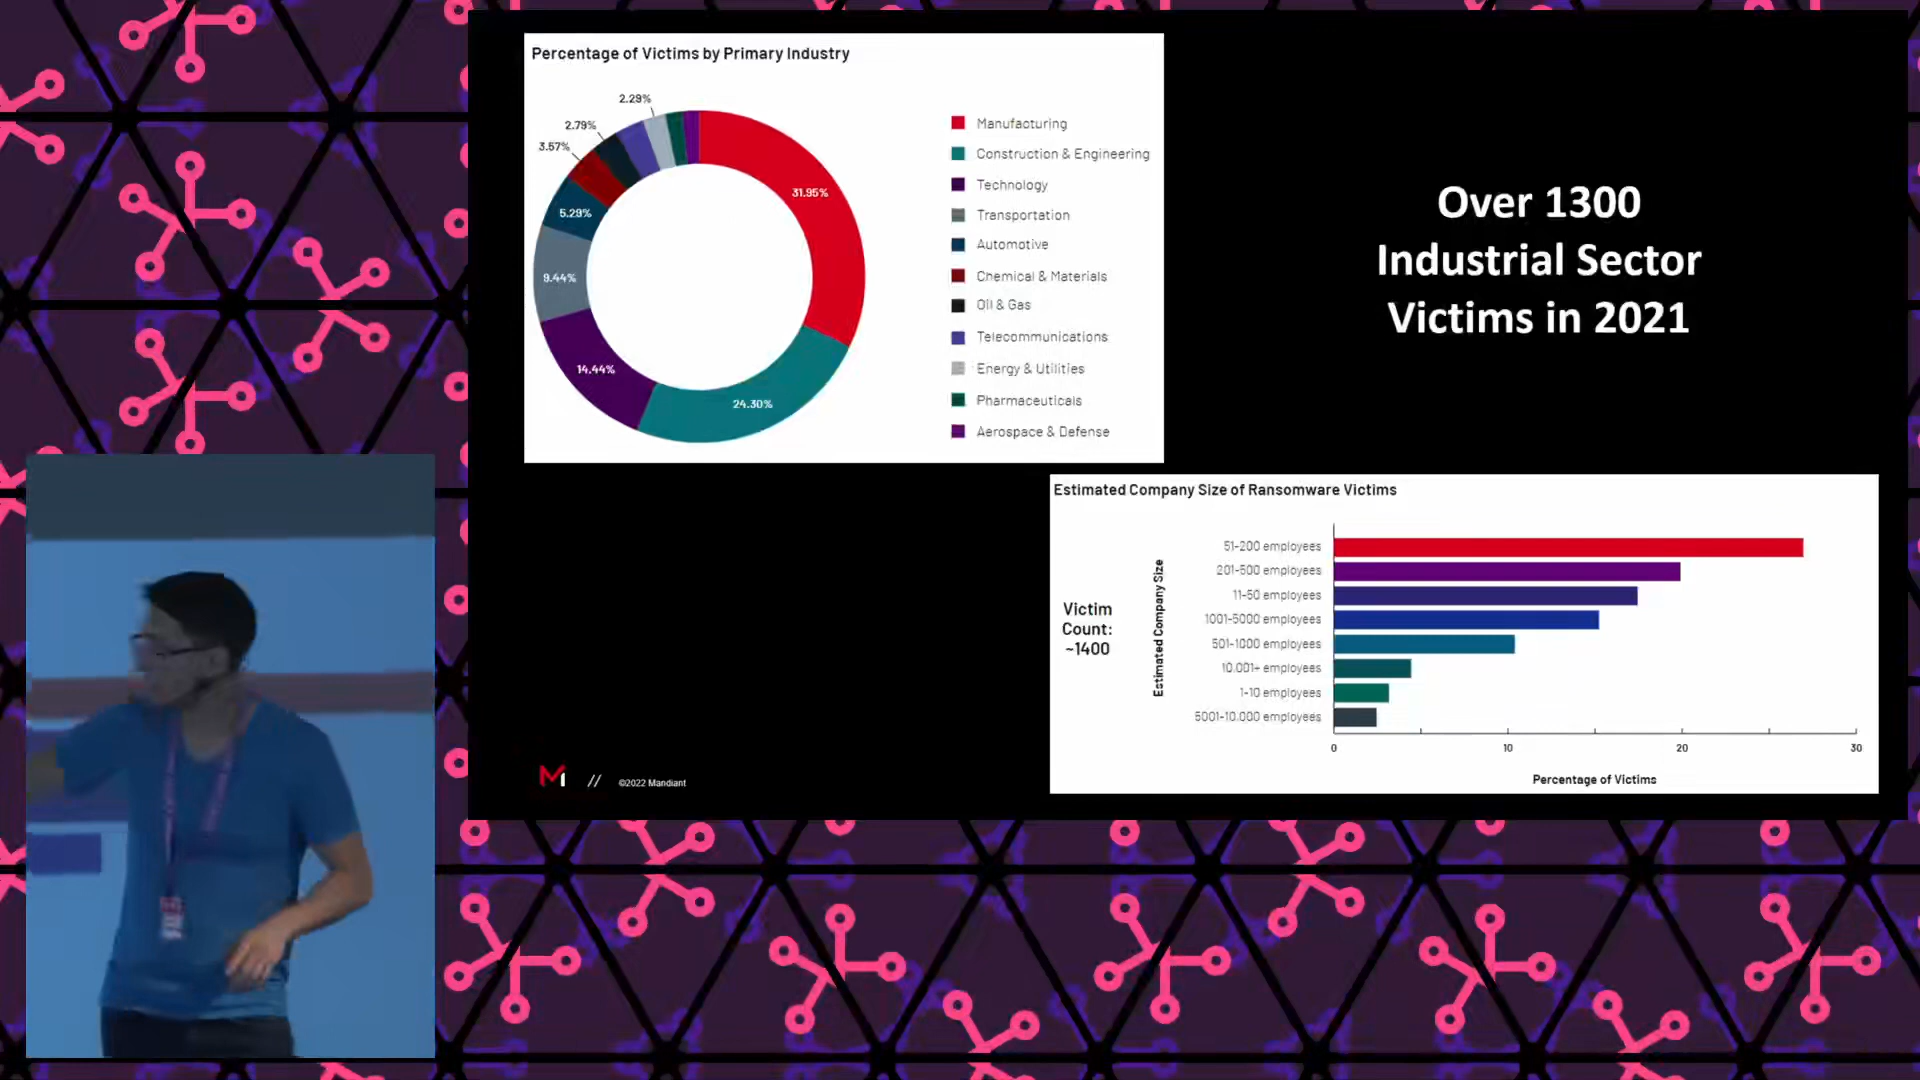 Percentage of Victims by Primary Industry
2.29%
2.79%
3.57%
31.95%
5.29%
9.44%
14.44%
24.30%
Manufacturing
Construction & Engineering
Technology
Transportation
Automotive
Chemical & Materials
Oil & Gas
Telecommunications
Energy & Utilities
Pharmaceuticals
Aerospace & Defense
Over 1300
Industrial Sector
Victims in 2021
Estimated Company Size of Ransomware Victims
Victim
Count:
~1400
Estimated Company Size
51-200 employees
201-500 employees
11-50 employees
1001-5000 employees
501-1000 employees
10.001+ employees
1-10 employees
5001-10.000 employees
0 10 20 30
Percentage of Victims
M // ©2022 Mandiant